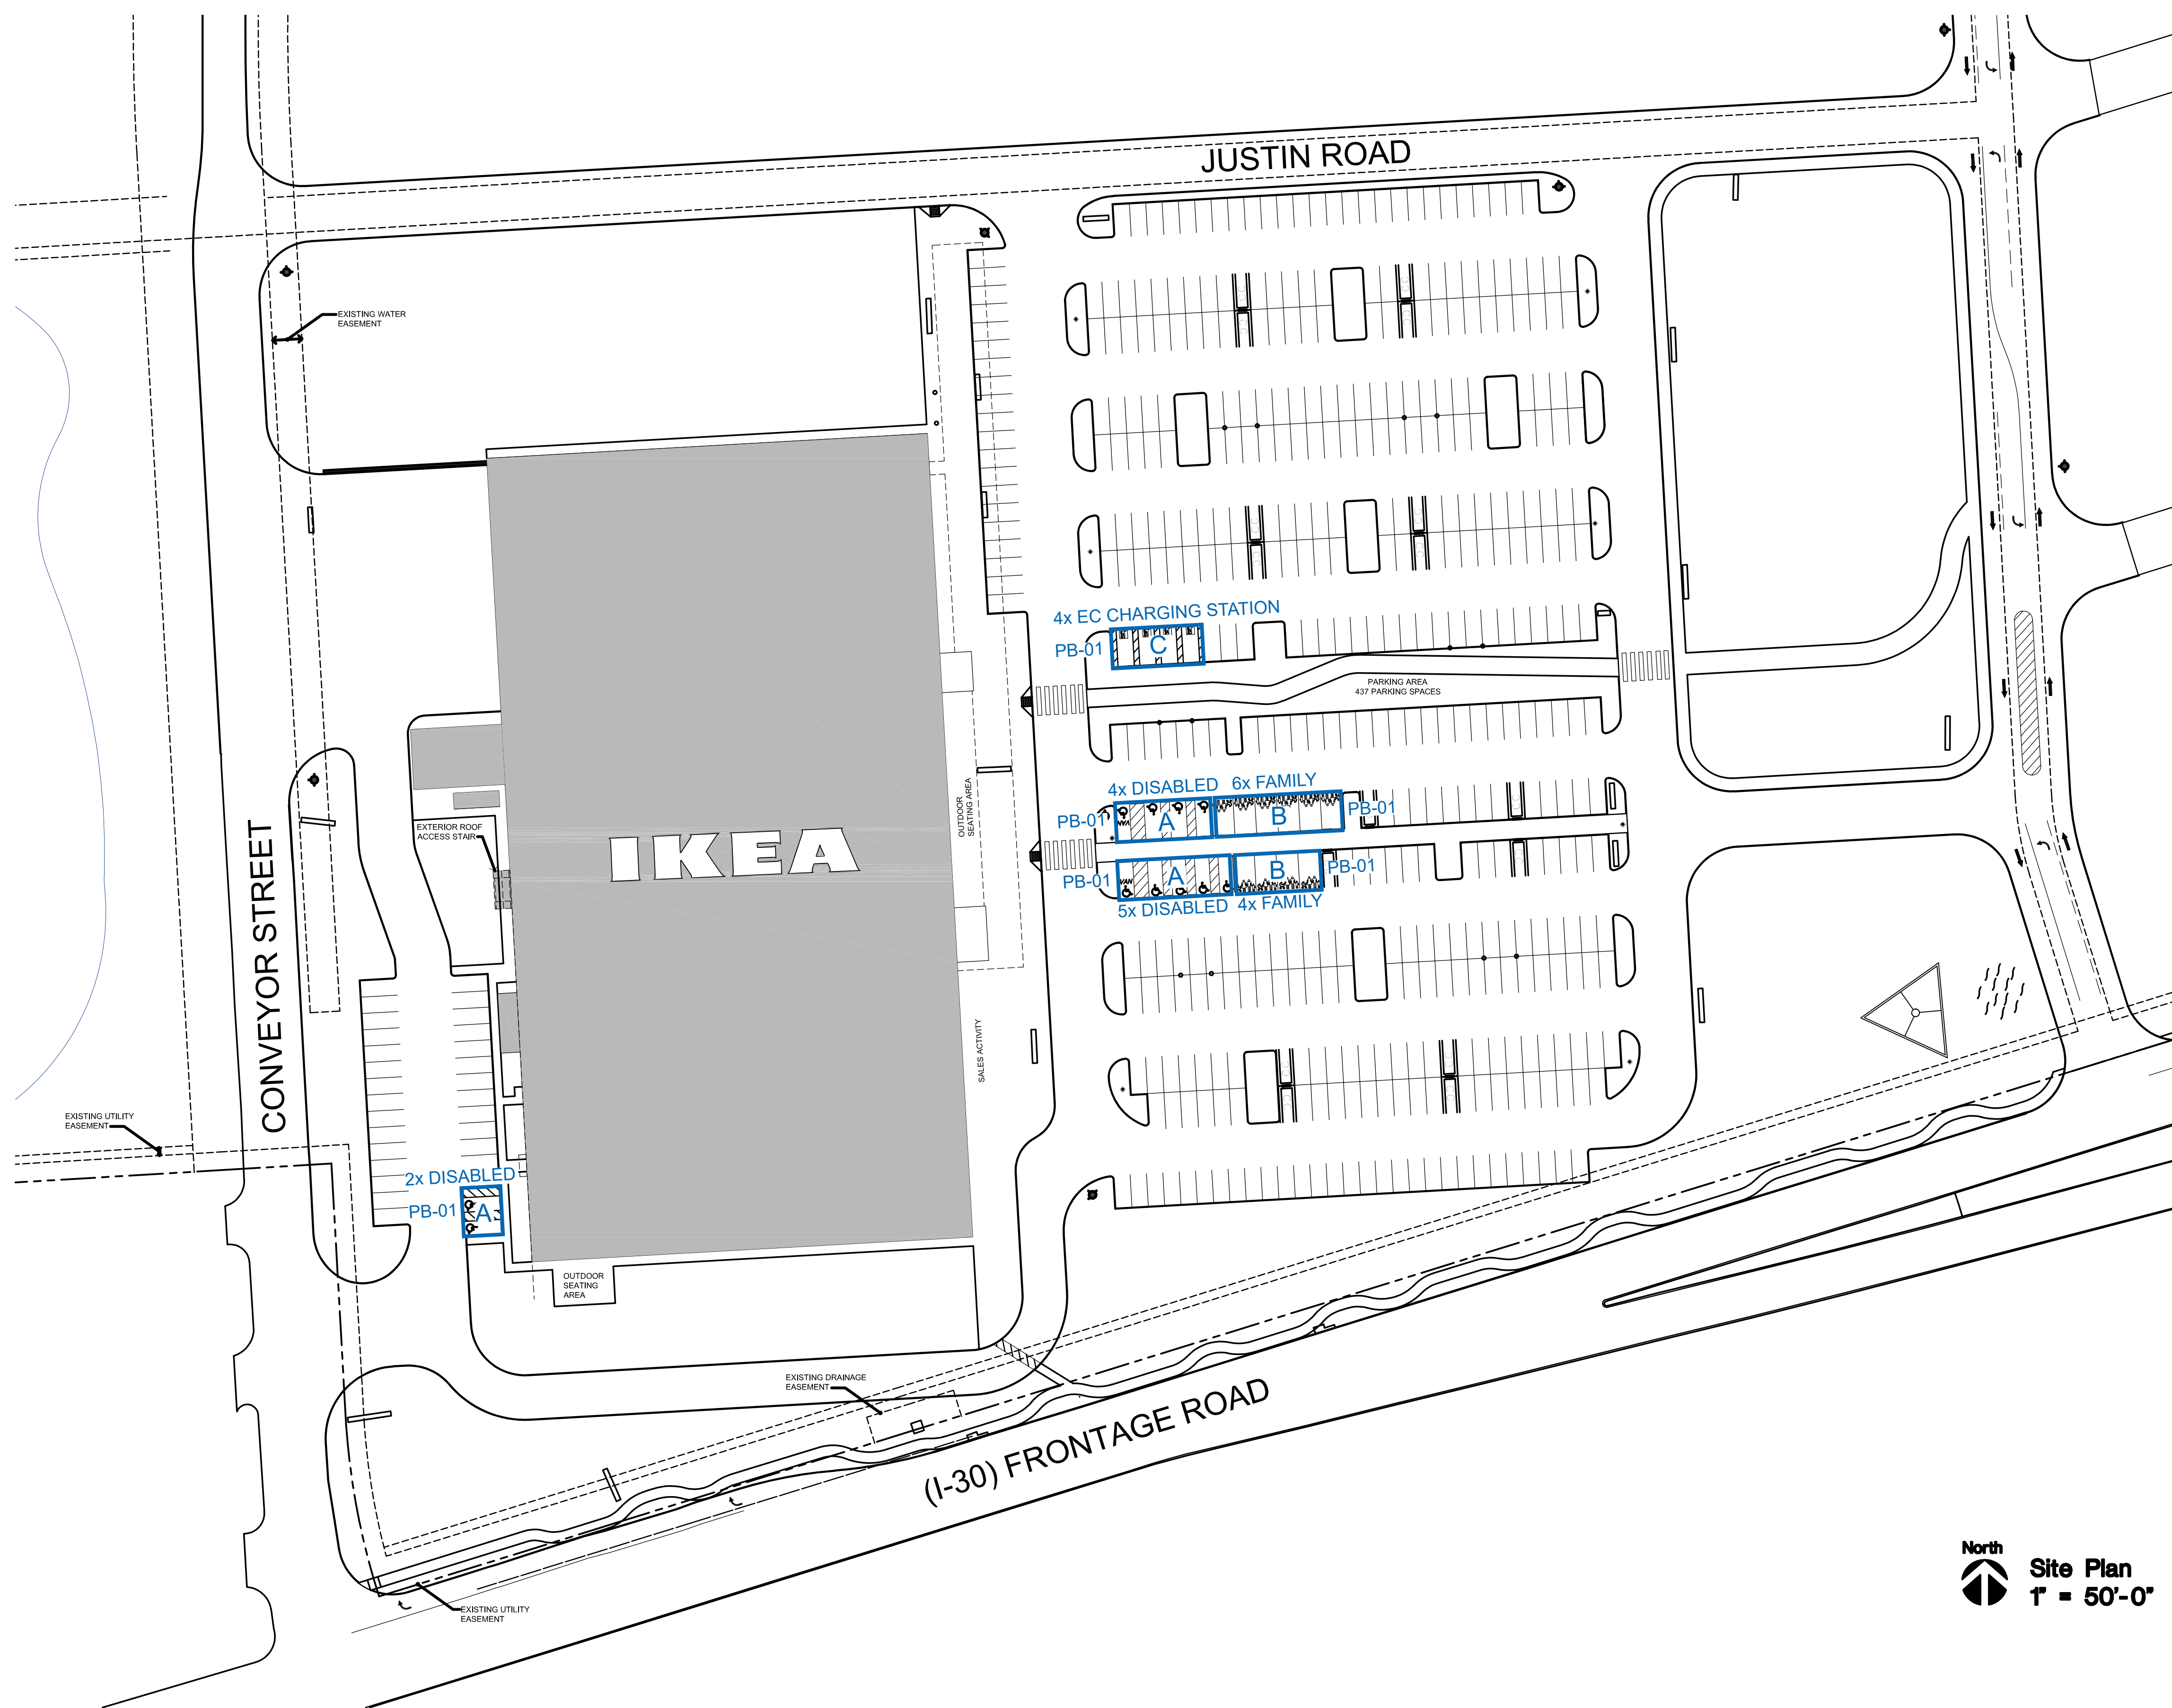 JUSTIN ROAD
EXISTING WATER
EASEMENT
4x EC CHARGING STATION
PB-01
C
PARKING AREA
437 PARKING SPACES
4x DISABLED
6x FAMILY
PB-01
VAN
A
B
PB-01
OUTDOOR
SEATING AREA
EXTERIOR ROOF
ACCESS STAIR
IKEA
PB-01
VAN
A
B
PB-01
5x DISABLED
4x FAMILY
CONVEYOR STREET
SALES ACTIVITY
EXISTING UTILITY
EASEMENT
2x DISABLED
PB-01
A
OUTDOOR
SEATING
AREA
EXISTING DRAINAGE
EASEMENT
(I-30) FRONTAGE ROAD
EXISTING UTILITY
EASEMENT
North
Site Plan
1" = 50'-0"